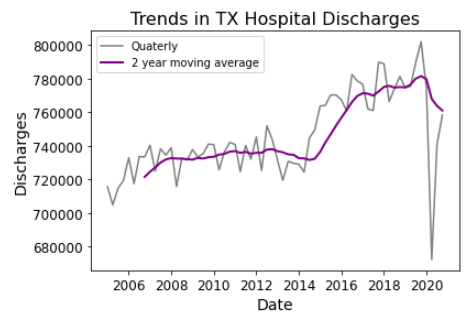 Trends in TX Hospital Discharges
Quaterly
2 year moving average
800000
780000
760000
740000
720000
700000
680000
Discharges
2006 2008 2010 2012 2014 2016 2018 2020
Date